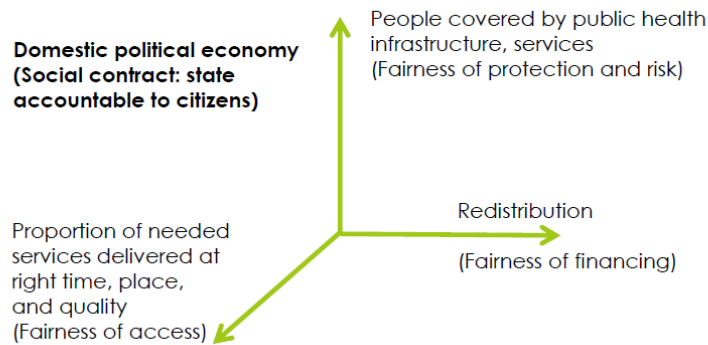 Domestic political economy
(Social contract: state
accountable to citizens)
People covered by public health
infrastructure, services
(Fairness of protection and risk)
Redistribution
(Fairness of financing)
Proportion of needed
services delivered at
right time, place,
and quality
(Fairness of access)